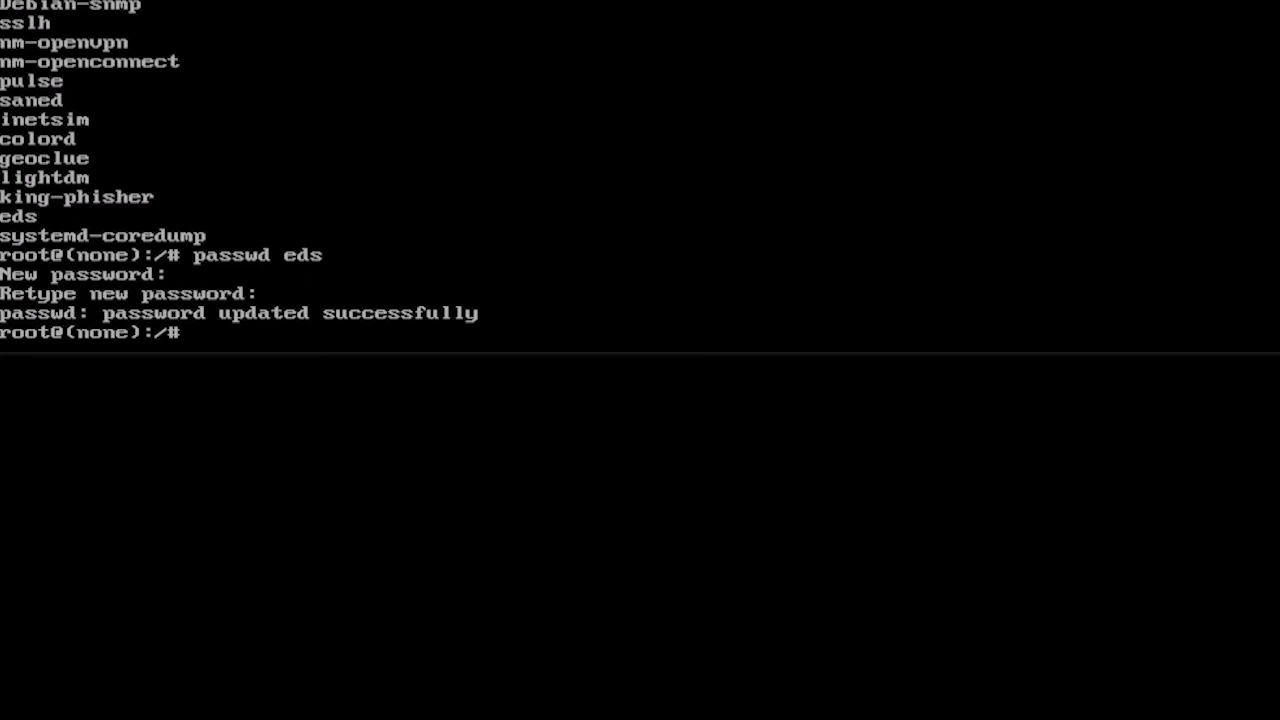 Debian-snmp
sslh
nm-openvpn
nm-openconnect
pulse
saned
inetsim
colord
geoclue
lightdm
king-phisher
eds
systemd-coredump
root@(none):/# passwd eds
New password:
Retype new password:
passwd: password updated successfully
root@(none):/#